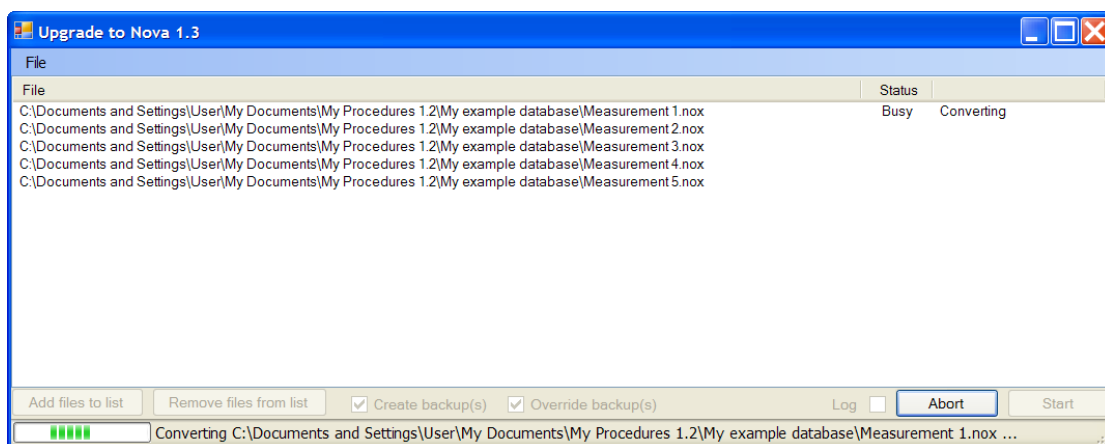 Upgrade to Nova 1.3
File
File Status
C:\Documents and Settings\User\My Documents\My Procedures 1.2\My example database\Measurement 1.nox Busy Converting
C:\Documents and Settings\User\My Documents\My Procedures 1.2\My example database\Measurement 2.nox
C:\Documents and Settings\User\My Documents\My Procedures 1.2\My example database\Measurement 3.nox
C:\Documents and Settings\User\My Documents\My Procedures 1.2\My example database\Measurement 4.nox
C:\Documents and Settings\User\My Documents\My Procedures 1.2\My example database\Measurement 5.nox
Add files to list Remove files from list Create backup(s) Override backup(s) Log Abort Start
Converting C:\Documents and Settings\User\My Documents\My Procedures 1.2\My example database\Measurement 1.nox ...